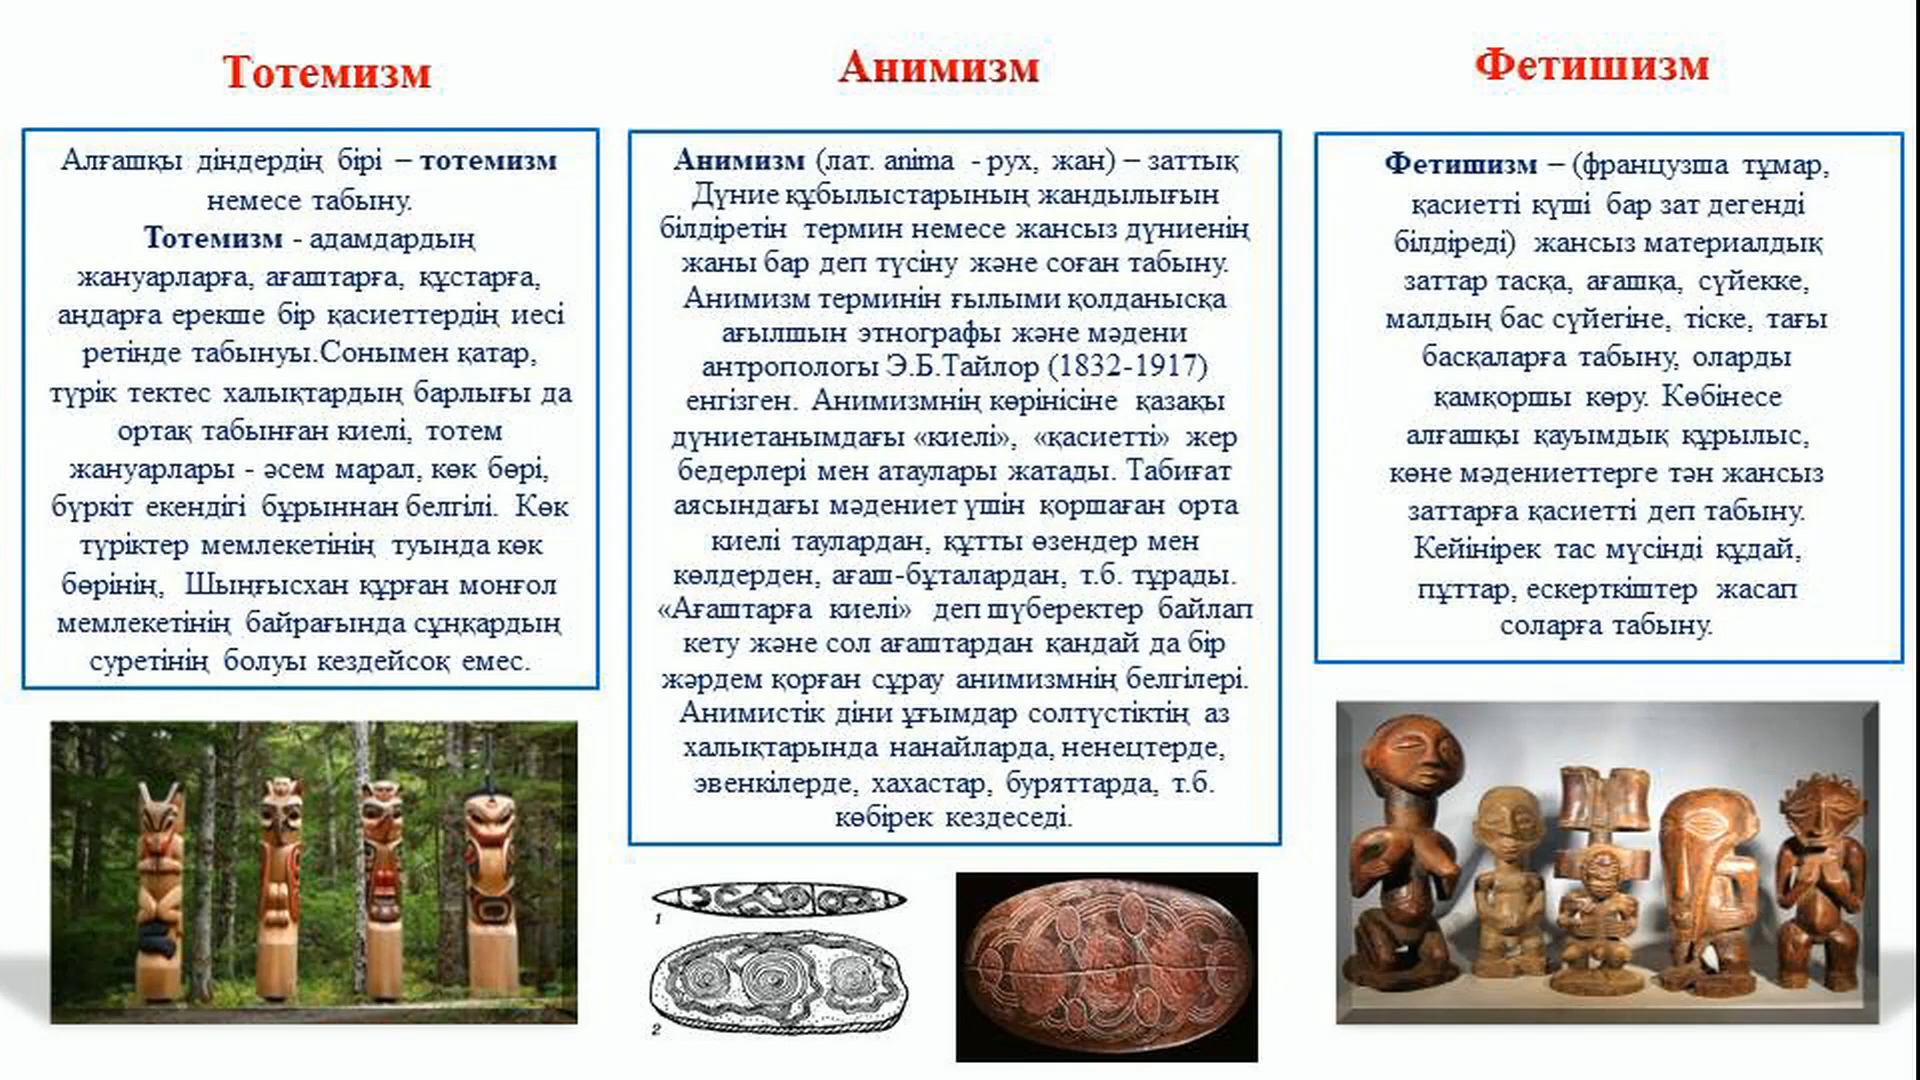 Тотемизм
Алғашқы діндердің бірі – тотемизм
немесе табыну.
Тотемизм - адамдардың
жануарларға, ағаштарға, құстарға,
аңдарға ерекше бір қасиеттердің иесі
ретінде табынуы.Сонымен қатар,
түрік тектес халықтардың барлығы да
ортақ табынған киелі, тотем
жануарлары - әсем марал, көк бөрі,
бүркіт екендігі бұрыннан белгілі. Көк
түріктер мемлекетінің туында көк
бөрінің, Шыңғысхан құрған монғол
мемлекетінің байрағында сұңқардың
суретінің болуы кездейсоқ емес.
Анимизм
Анимизм (лат. anima - рух, жан) – заттық
Дүние құбылыстарының жандылығын
білдіретін термин немесе жансыз дүниенің
жаны бар деп түсіну және соған табыну.
Анимизм терминін ғылыми қолданысқа
ағылшын этнографы және мәдени
антропологы Э.Б.Тайлор (1832-1917)
енгізген. Анимизмнің көрінісіне қазақы
дүниетанымдағы «киелі», «қасиетті» жер
бедерлері мен атаулары жатады. Табиғат
аясындағы мәдениет үшін қоршаған орта
киелі таулардан, құтты өзендер мен
көлдерден, ағаш-бұталардан, т.б. тұрады.
«Ағаштарға киелі» деп шүберектер байлап
кету және сол ағаштардан қандай да бір
жәрдем қорған сұрау анимизмнің белгілері.
Анимистік діни ұғымдар солтүстіктің аз
халықтарында нанайларда, ненецтерде,
эвенкілерде, хахастар, буряттарда, т.б.
көбірек кездеседі.
1
2
Фетишизм
Фетишизм – (французша тұмар,
қасиетті күші бар зат дегенді
білдіреді) жансыз материалдық
заттар тасқа, ағашқа, сүйекке,
малдың бас сүйегіне, тіске, тағы
басқаларға табыну, оларды
қамқоршы көру. Көбінесе
алғашқы қауымдық құрылыс,
көне мәдениеттерге тән жансыз
заттарға қасиетті деп табыну.
Кейінірек тас мүсінді құдай,
пұттар, ескерткіштер жасап
соларға табыну.